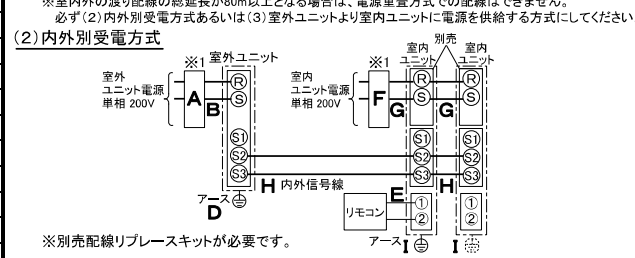 ※室内外の渡り配線の総延長が80m以上となる場合は、電源重畳方式での配線はできません。
必ず(2)内外別受電方式あるいは(3)室外ユニットより室内ユニットに電源を供給する方式にしてください
(2)内外別受電方式
室外
ユニット電源
単相 200V
※1
A
B
室外ユニット
R
S
S1
S2
S3
アース
D
H 内外信号線
室内
ユニット電源
単相 200V
※1
F
G
室内
ユニット
別売
室内
ユニット
R
S
G
R
S
S1
S2
S3
H
S1
S2
S3
リモコン
E
①
②
①
②
アース I
I
※別売配線リプレースキットが必要です。